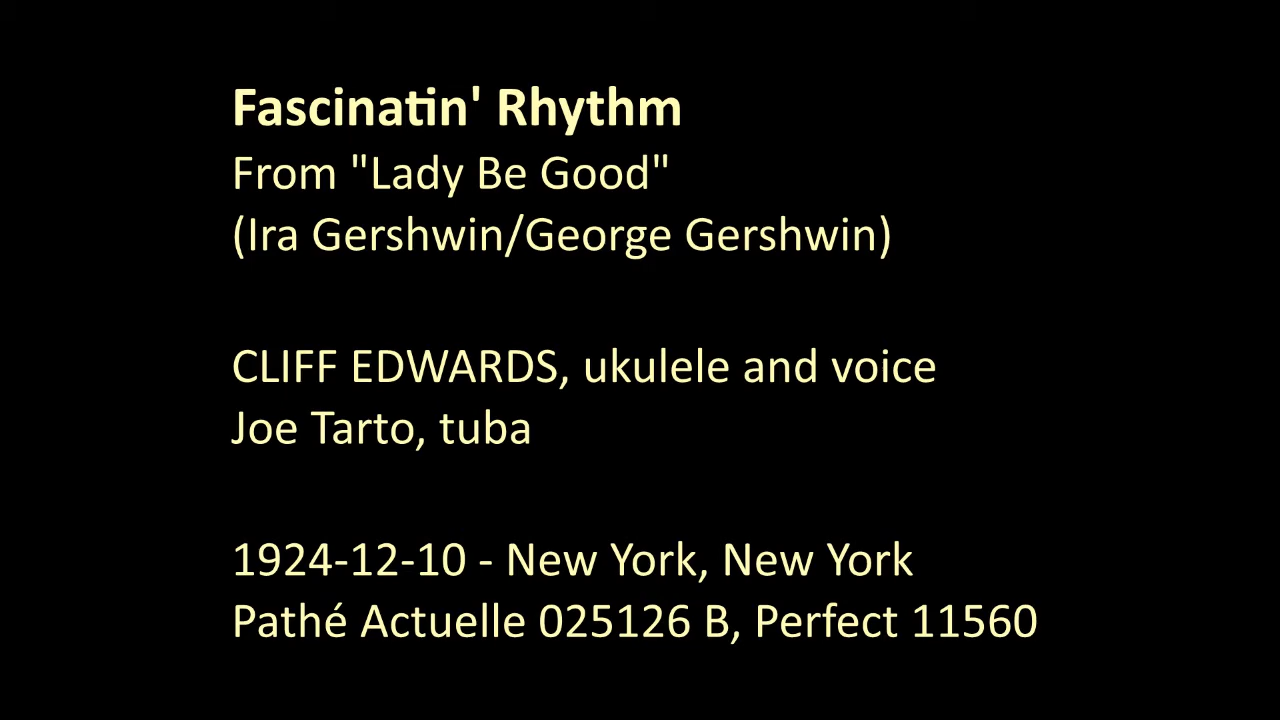 Fascinatin' Rhythm
From "Lady Be Good"
(Ira Gershwin/George Gershwin)
CLIFF EDWARDS, ukulele and voice
Joe Tarto, tuba
1924-12-10 - New York, New York
Pathé Actuelle 025126 B, Perfect 11560